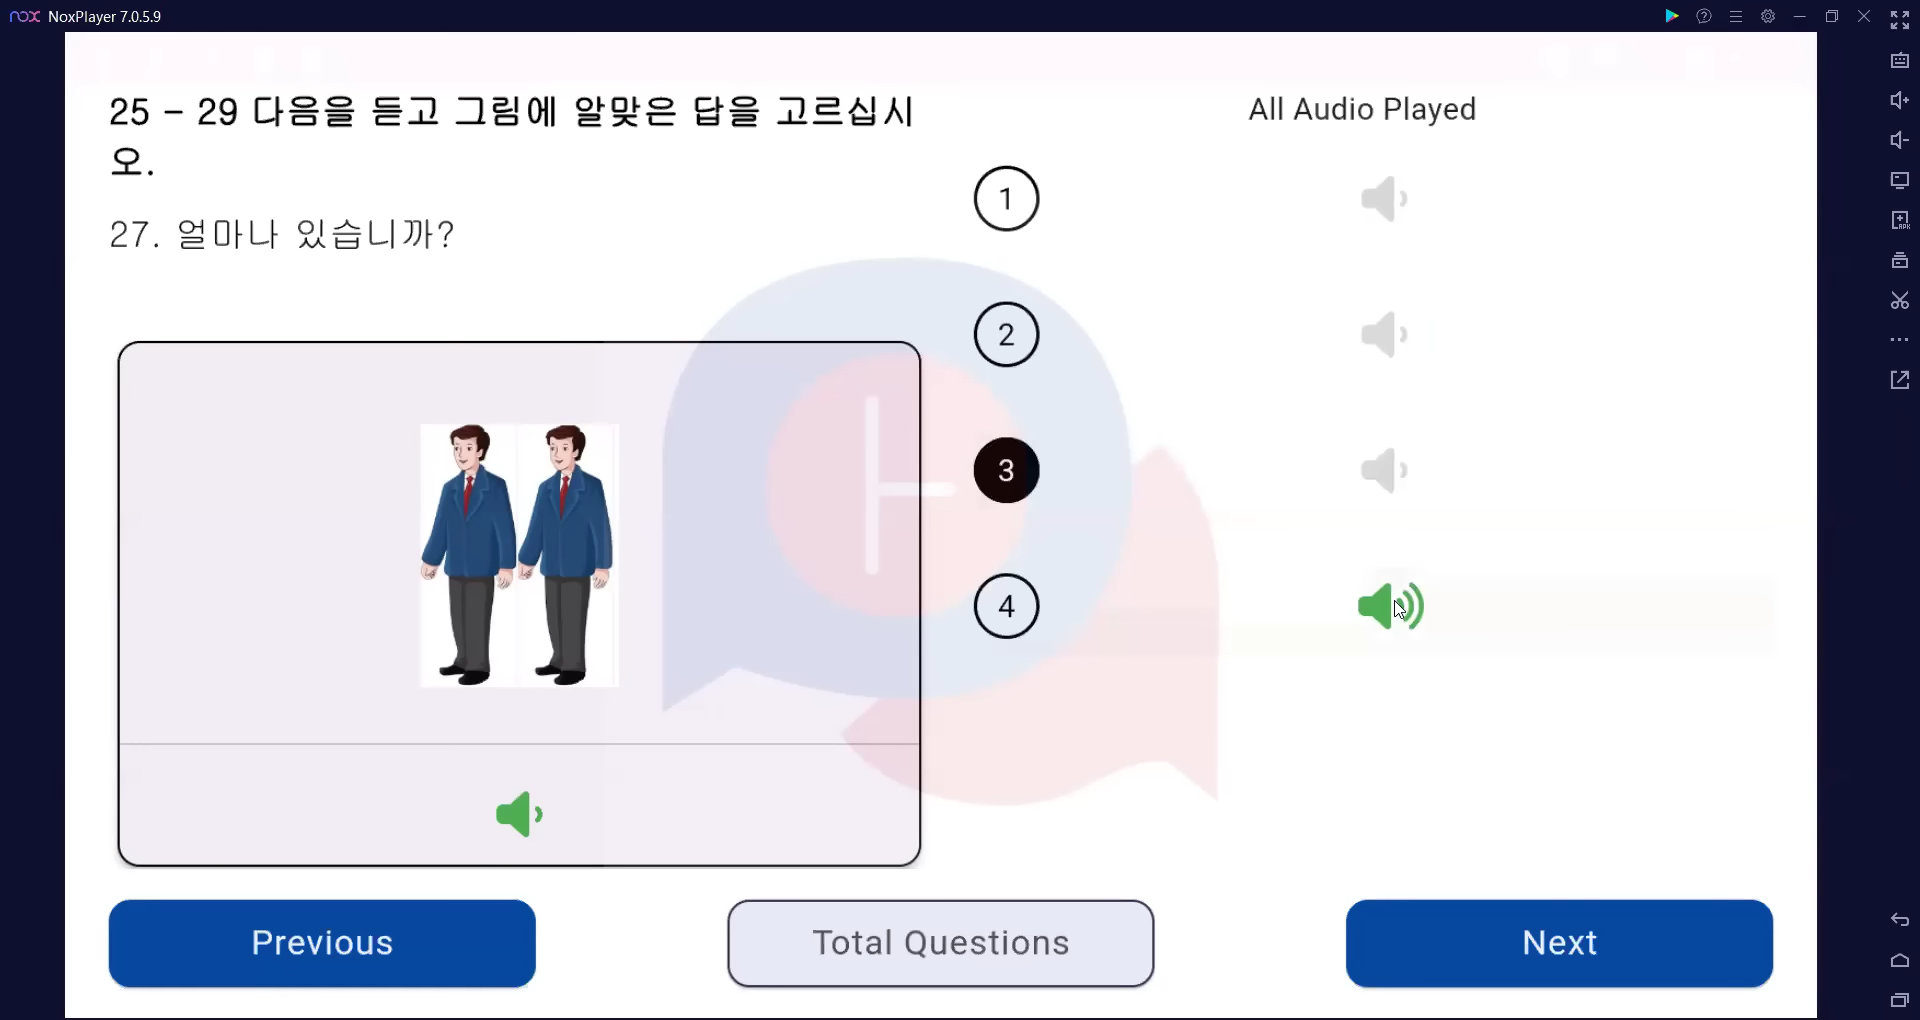 nox NoxPlayer 7.0.5.9
25 – 29 다음을 듣고 그림에 알맞은 답을 고르십시
오.
All Audio Played
27. 얼마나 있습니까?
1
2
3
4
Previous
Total Questions
Next